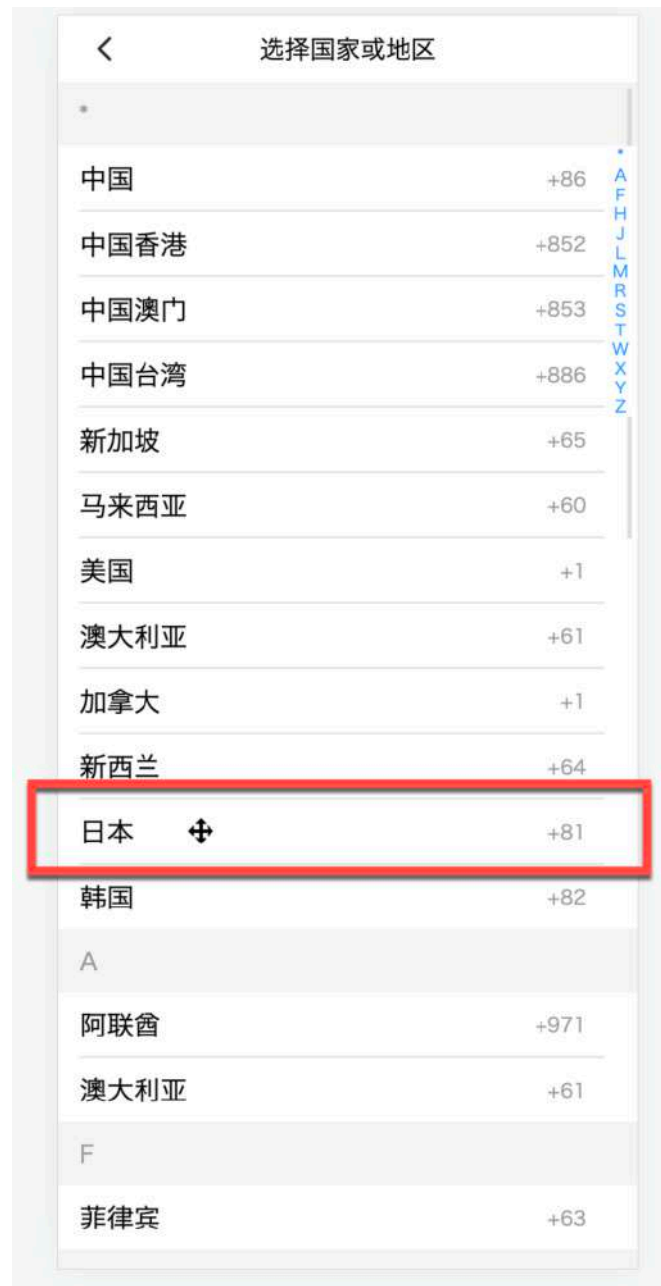 选择国家或地区
*
中国 +86
中国香港 +852
中国澳门 +853
中国台湾 +886
新加坡 +65
马来西亚 +60
美国 +1
澳大利亚 +61
加拿大 +1
新西兰 +64
日本 +81
韩国 +82
A
阿联酋 +971
澳大利亚 +61
F
菲律宾 +63
*
A
F
H
J
L
M
R
S
T
W
X
Y
Z